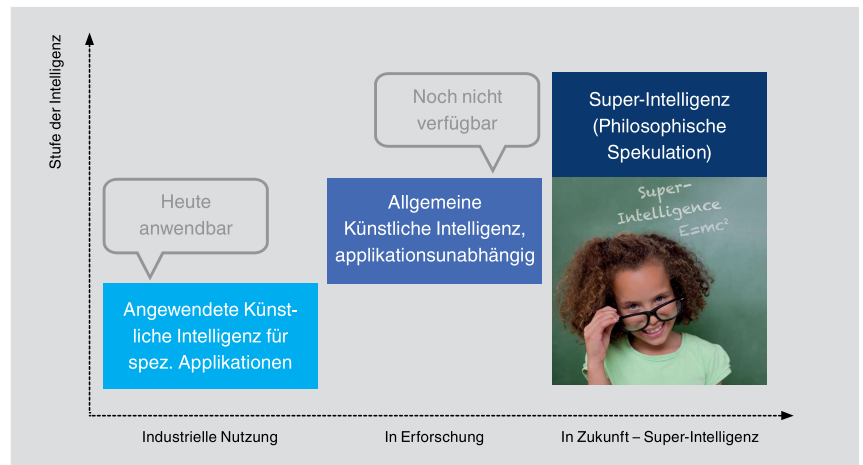 Stufe der Intelligenz
Heute
anwendbar
Angewendete Künst-
liche Intelligenz für
spez. Applikationen
Noch nicht
verfügbar
Allgemeine
Künstliche Intelligenz,
applikationsunabhängig
Super-Intelligenz
(Philosophische
Spekulation)
Super-
Intelligence
E=mc²
Industrielle Nutzung
In Erforschung
In Zukunft – Super-Intelligenz